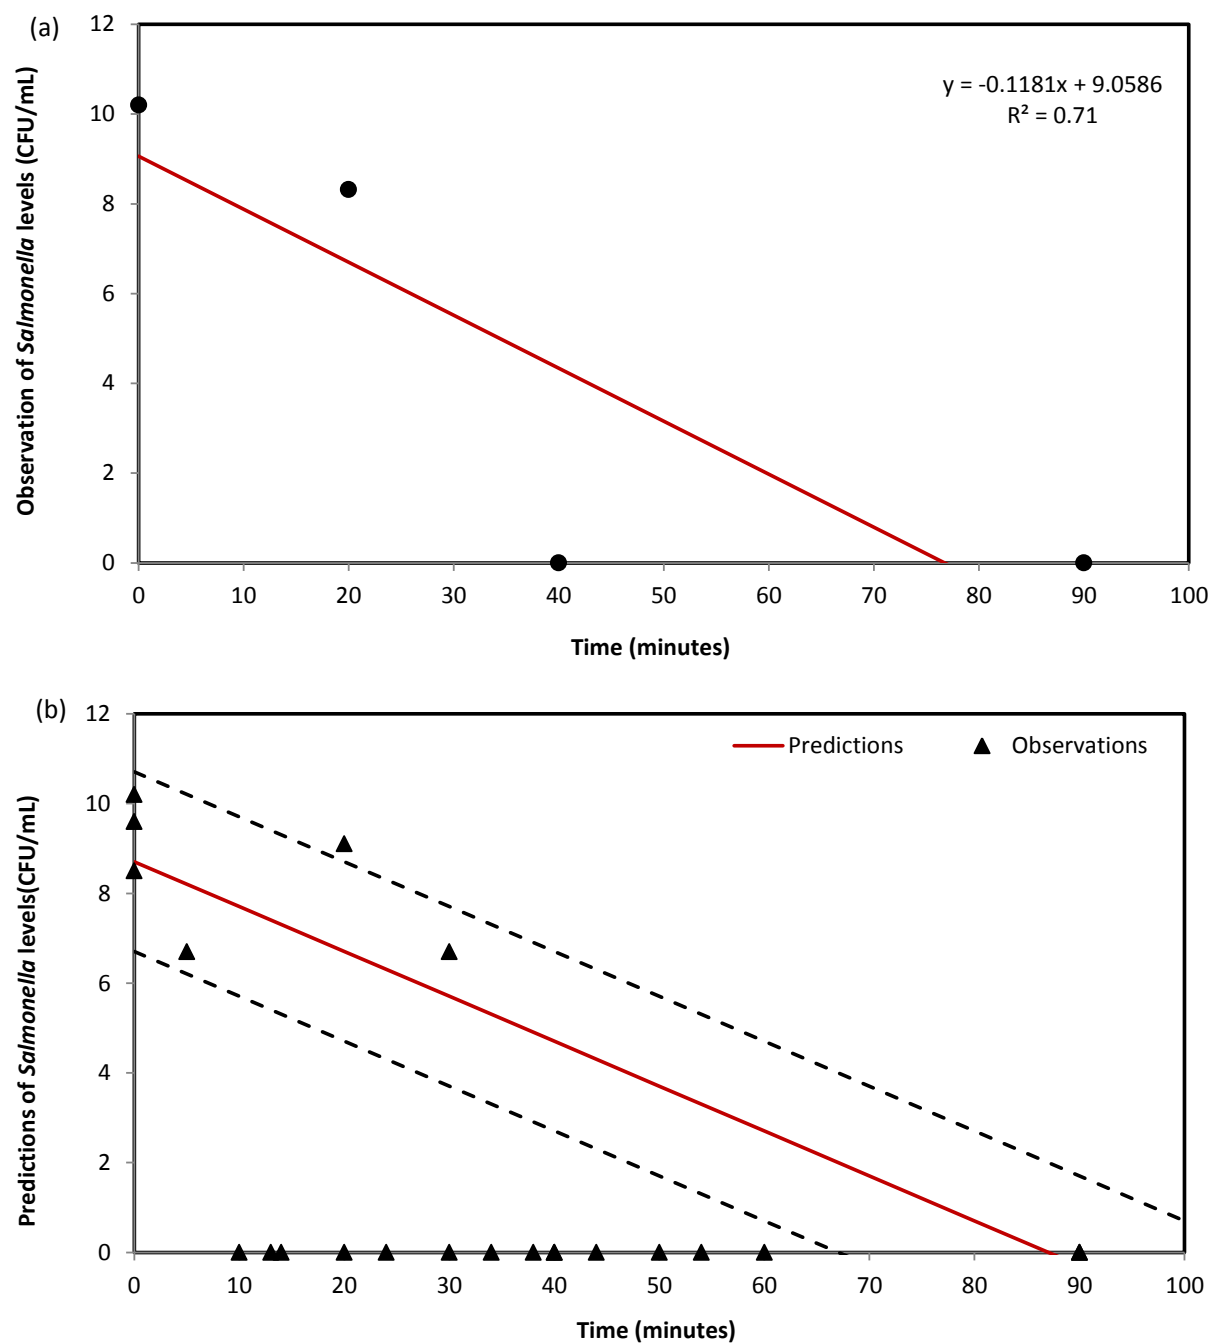 (a)
Observation of Salmonella levels (CFU/mL)
12
10
8
6
4
2
0
y = -0.1181x + 9.0586
R² = 0.71
0 10 20 30 40 50 60 70 80 90 100
Time (minutes)
(b)
Predictions of Salmonella levels(CFU/mL)
12
10
8
6
4
2
0
Predictions Observations
0 10 20 30 40 50 60 70 80 90 100
Time (minutes)